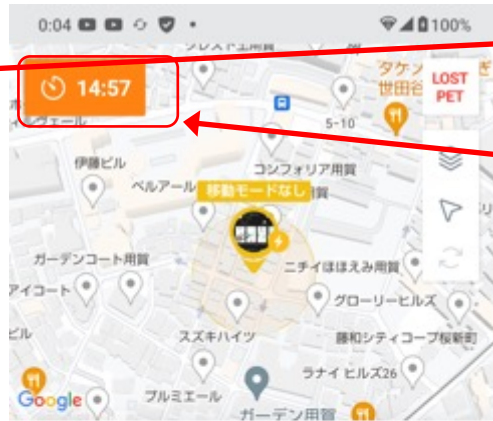 0:04
100%
14:57
LOST
PET
世田谷
5-10
伊藤ビル
コンフォリア用賀
ベルアール
移動モードなし
ガーデンコート用賀
ニチイほほえみ用賀
アイコート
グローリーヒルズ
スズキハイツ
藤和シティコープ桜新町
ラナイ ヒルズ26
Google
プルミエール
ガーデン用賀